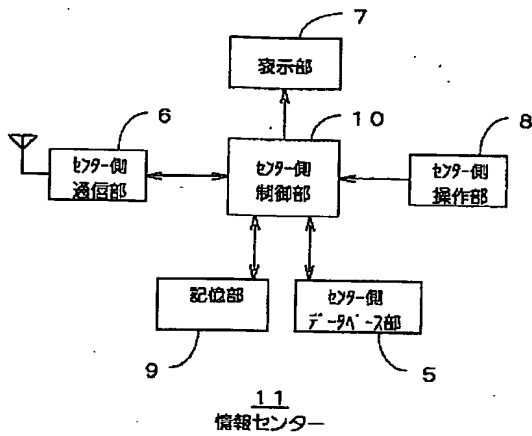 7
表示部
6
10
8
センター側
通信部
センター側
制御部
センター側
操作部
記位部
センター側
データベース部
9
5
11
情報センター